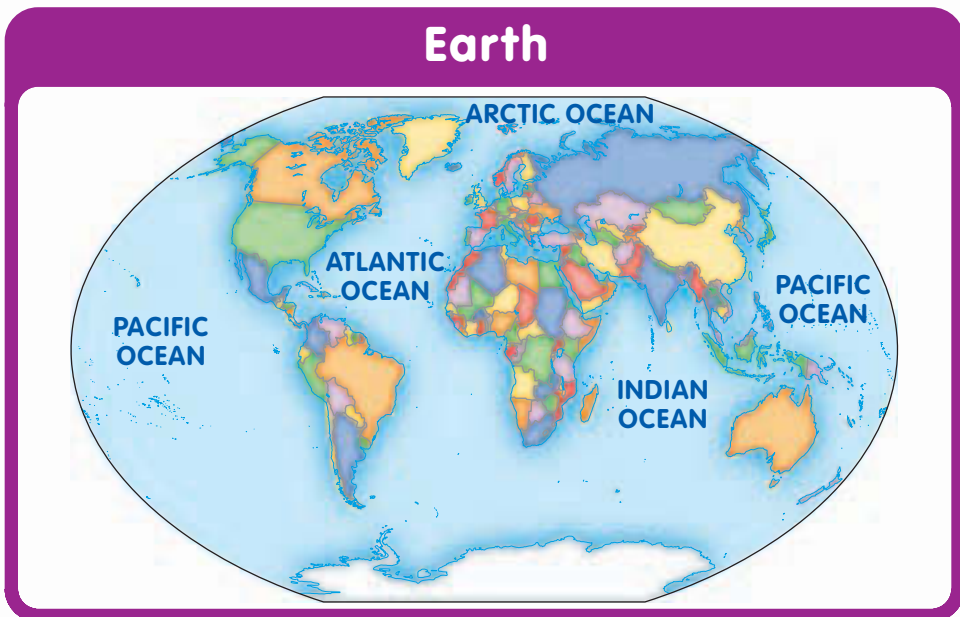 Earth
ARCTIC OCEAN
ATLANTIC
OCEAN
PACIFIC
OCEAN
PACIFIC
OCEAN
INDIAN
OCEAN